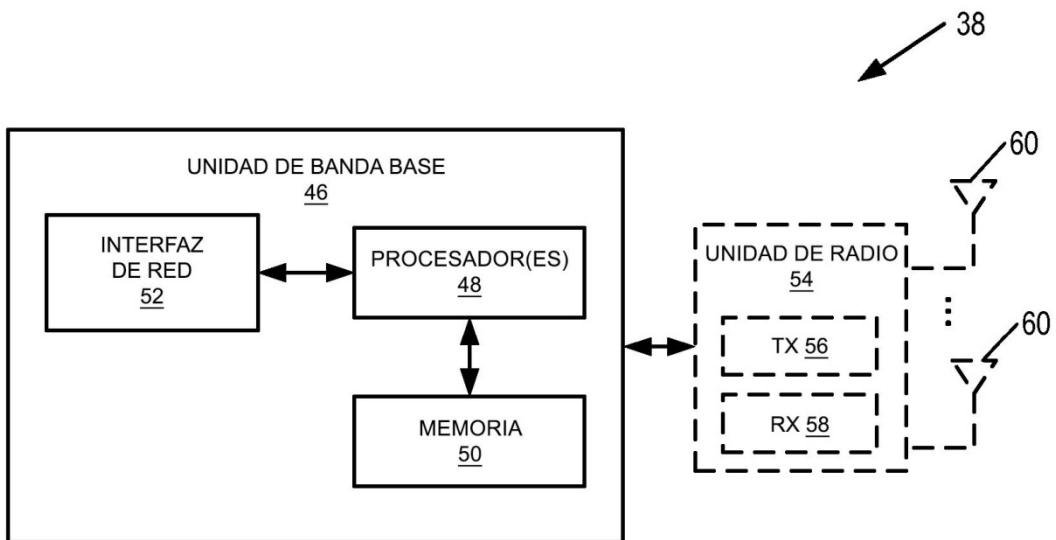 38
UNIDAD DE BANDA BASE
46
INTERFAZ
DE RED
52
PROCESADOR(ES)
48
MEMORIA
50
UNIDAD DE RADIO
54
TX 56
RX 58
60
60